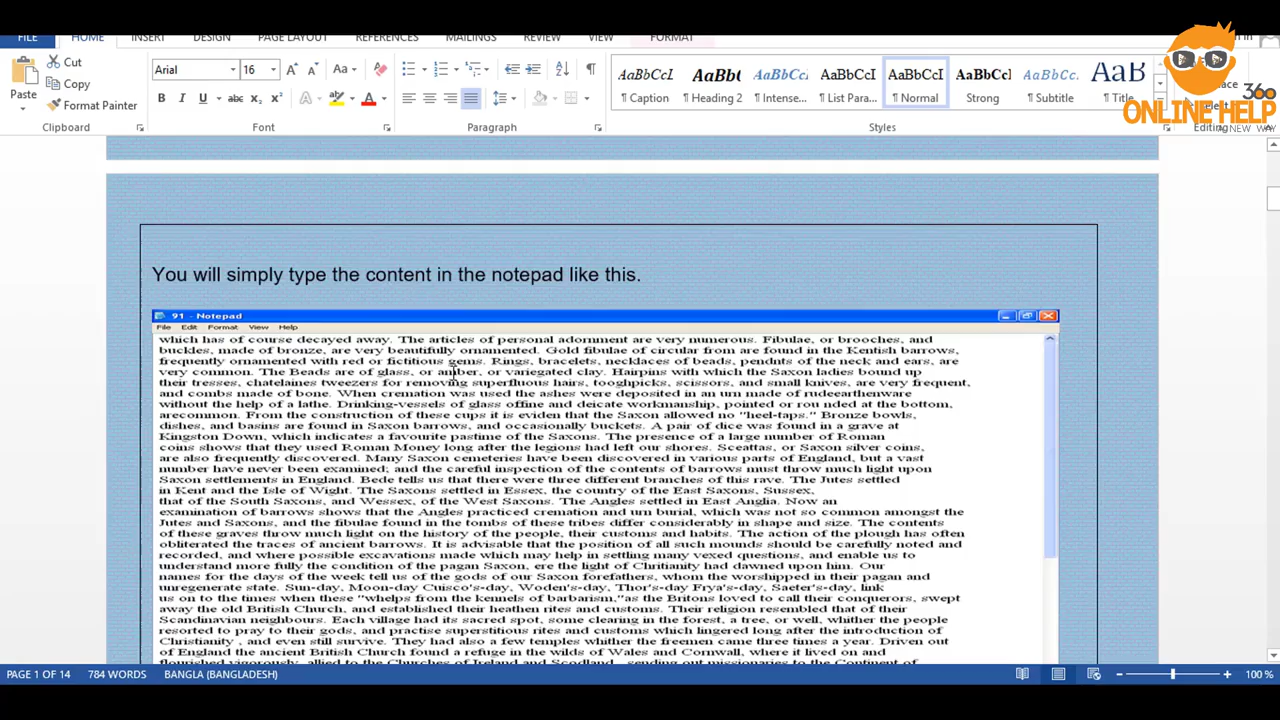 FILE HOME INSERT DESIGN PAGE LAYOUT REFERENCES MAILINGS REVIEW VIEW FORMAT
Cut
Copy
Format Painter
Paste
Arial 16
Clipboard Font Paragraph Styles Editing
AaBbCcL AaBbC AaBbCc AaBbCcI AaBbCcI AaBbCc AaBbCc AaB
¶ Caption ¶ Heading 2 ¶ Intense... ¶ List Para... ¶ Normal Strong ¶ Subtitle ¶ Title
360
ONLINE HELP
A NEW WAY
You will simply type the content in the notepad like this.
91 - Notepad
File Edit Format View Help
which has of course decayed away. The articles of personal adornment are very numerous. Fibulae, or brooches, and
buckles, made of bronze, are very beautifully ornamented. Gold fibulae of circular from are found in the Kentish barrows,
frequently ornamented with red or fictitious gems. Rings, bracelets, necklaces of beads, pendnts of the neck and ears, are
very common. The Beads are of glass, or amber, or variegated clay. Hairpins with which the Saxon ladies bound up
their tresses, chatelaines tweezers for removing superfluous hairs, tooghpicks, scissors, and small knives, are very frequent,
and combs made of bone. When cremation was used the ashes were deposited in an urn made of rudeearthenware
without the help of a lathe. Drinking-vessels of glass offine and deicate workmanship, pointed or rou nded at the bottom,
arecommon. From the construction of these cups it is eviden that the Saxon allowed no "heel-taps." Bronze bowls,
dishes, and basins are found in Saxon barrows, and occasionally buckets. A pair of dice was found in a grave at
Kingston Down, which indicates a favourite pastime of the Saxons. The presence of a large number of Roman
coins shows that they used Roman Money long after the legions had left our shores. Sceattas, or Saxon silver coins,
are also frequently discovered. Many Saxon cemeteries have been discovered in various parts of England, but a vast
number have never been examined; and the careful inspection of the contents of barrows must throw much light upon
Saxon settlements in England. Bede tells us that there were three different branches of this rave. The Jutes settled
in Kent and the Isle of Wight. The Saxons settled in Essex, the country of the East Saxons, Sussex,
that of the South Saxons, and Wessex, of the West Saxons. The Angles settled in East Anglia. Now an
examination of barrows shows that the Angles practiced cremation and urn burial, which was not so common amongst the
Jutes and Saxons, and the fibulae found in the tombs of these tribes differ considerably in shape and size. The contents
of these graves throw much light on the history of the people, their customs and habits. The action of the plough has often
obliterated the traces of ancient barrows. It is advisable that the position of all such mounds should be carefully noted and
recorded, and where possible excavations made which may help in settling many vexed questions, and enable us to
understand more fully the condition of the pagan Saxon, ere the light of Chritianity had dawned upon him. Our
names for the days of the week tell us of the gods of our Saxon forefathers, whom the worshipped in their pagan and
unregenerate state. Sun-day, Moon-day Cuisco's-day, Woder's-day, Thor's-day Frya's-day, Saeter's-day, link
us on to the times when these "whelps from the kennels of barbarism,"as the Britons loved to call their conquerors, swept
away the old British Church, and established their heathen rites and customs. Their religion resembled that of their
Scandinavian neighbours. Each village had its sacred spot, some clearing in the forest, a tree, or well, whither the people
resorted to pray to their gods, and practise superstitious rites and customs which lingered long after the introduction of
Christianity , and even still survive. They had also a few temples whither the freemen came three times a year. Driven out
of England the ancient British Church found a refuge in the wilds of Wales and Cornwall, where it lived on and
flourished vigorously, allied to the Churches of Ireland and Scotland, sending out missionaries to the Continent of
PAGE 1 OF 14 784 WORDS BANGLA (BANGLADESH) 100 %